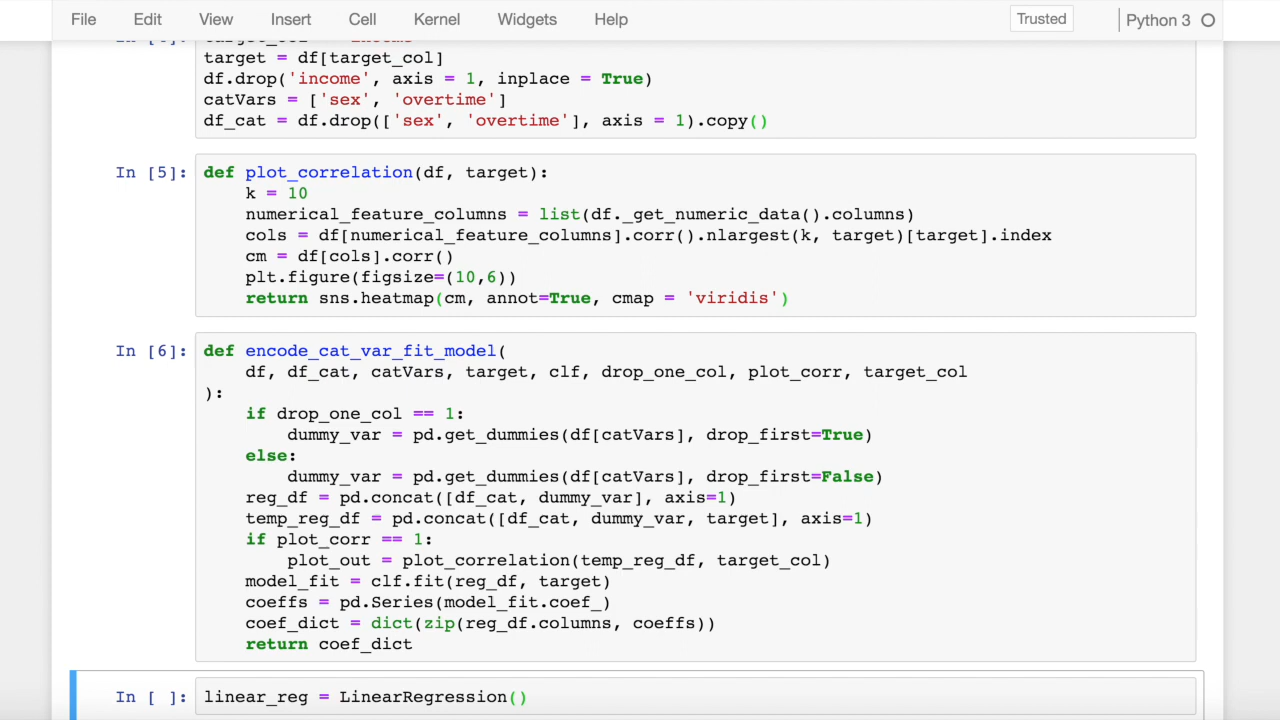 File Edit View Insert Cell Kernel Widgets Help Trusted Python 3
target = df[target_col]
df.drop('income', axis = 1, inplace = True)
catVars = ['sex', 'overtime']
df_cat = df.drop(['sex', 'overtime'], axis = 1).copy()
In [5]: def plot_correlation(df, target):
k = 10
numerical_feature_columns = list(df._get_numeric_data().columns)
cols = df[numerical_feature_columns].corr().nlargest(k, target)[target].index
cm = df[cols].corr()
plt.figure(figsize=(10,6))
return sns.heatmap(cm, annot=True, cmap = 'viridis')
In [6]: def encode_cat_var_fit_model(
df, df_cat, catVars, target, clf, drop_one_col, plot_corr, target_col
):
if drop_one_col == 1:
dummy_var = pd.get_dummies(df[catVars], drop_first=True)
else:
dummy_var = pd.get_dummies(df[catVars], drop_first=False)
reg_df = pd.concat([df_cat, dummy_var], axis=1)
temp_reg_df = pd.concat([df_cat, dummy_var, target], axis=1)
if plot_corr == 1:
plot_out = plot_correlation(temp_reg_df, target_col)
model_fit = clf.fit(reg_df, target)
coeffs = pd.Series(model_fit.coef_)
coef_dict = dict(zip(reg_df.columns, coeffs))
return coef_dict
In [ ]: linear_reg = LinearRegression()